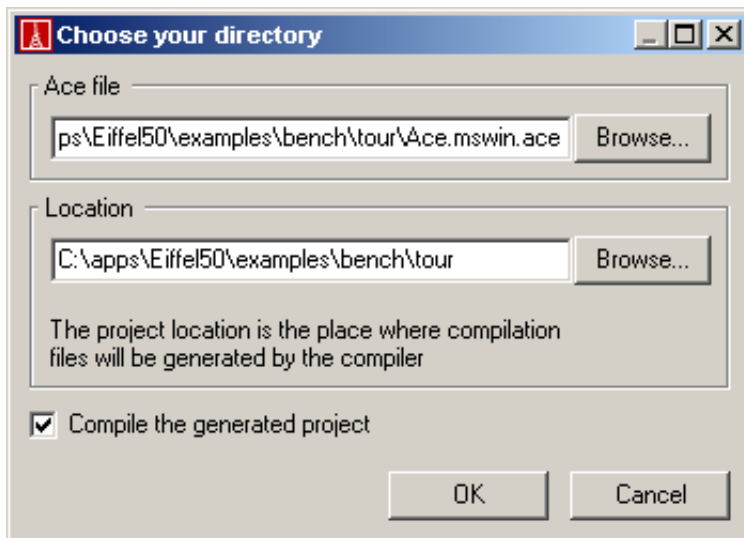 Choose your directory
Ace file
ps\Eiffel50\examples\bench\tour\Ace.mswin.ace
Browse...
Location
C:\apps\Eiffel50\examples\bench\tour
Browse...
The project location is the place where compilation
files will be generated by the compiler
Compile the generated project
OK
Cancel